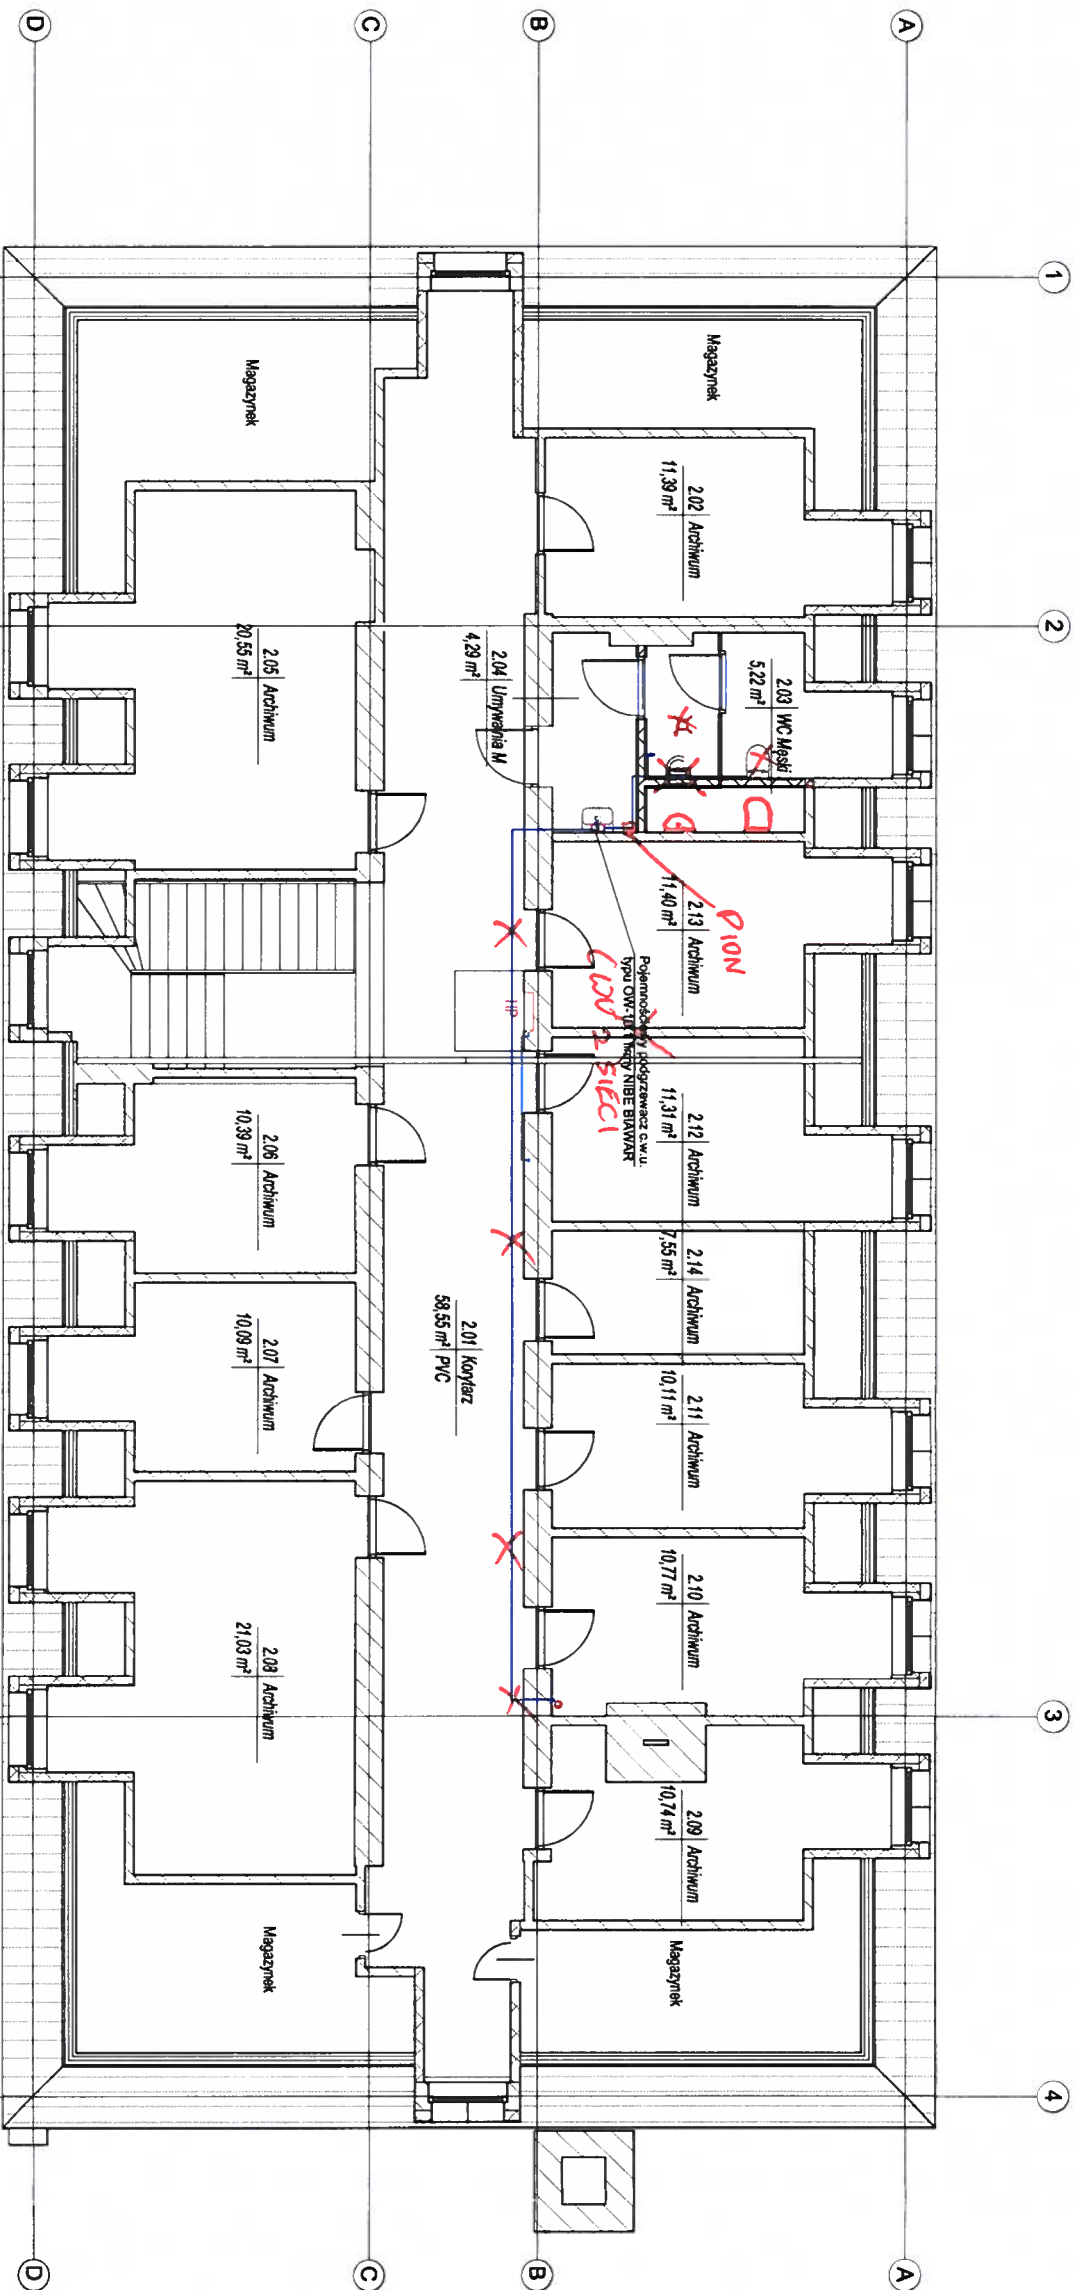 1
2
3
4
A
A
B
B
C
C
D
D
Magazynek
2.02 Archiwum
11,39 m²
2.03 WC Męski
5,22 m²
2.04 Umywalnia M
4,29 m²
2.13 Archiwum
11,40 m²
PION
Pojemnościowy podgrzewacz c.w.u.
firmy NIBE BIAWAR
CWU Z SIECI
2.12 Archiwum
11,31 m²
2.14 Archiwum
7,55 m²
2.11 Archiwum
10,11 m²
2.10 Archiwum
10,77 m²
2.09 Archiwum
10,74 m²
Magazynek
HP
2.01 Korytarz
58,55 m² PVC
Magazynek
2.05 Archiwum
20,55 m²
2.06 Archiwum
10,39 m²
2.07 Archiwum
10,09 m²
2.08 Archiwum
21,03 m²
Magazynek